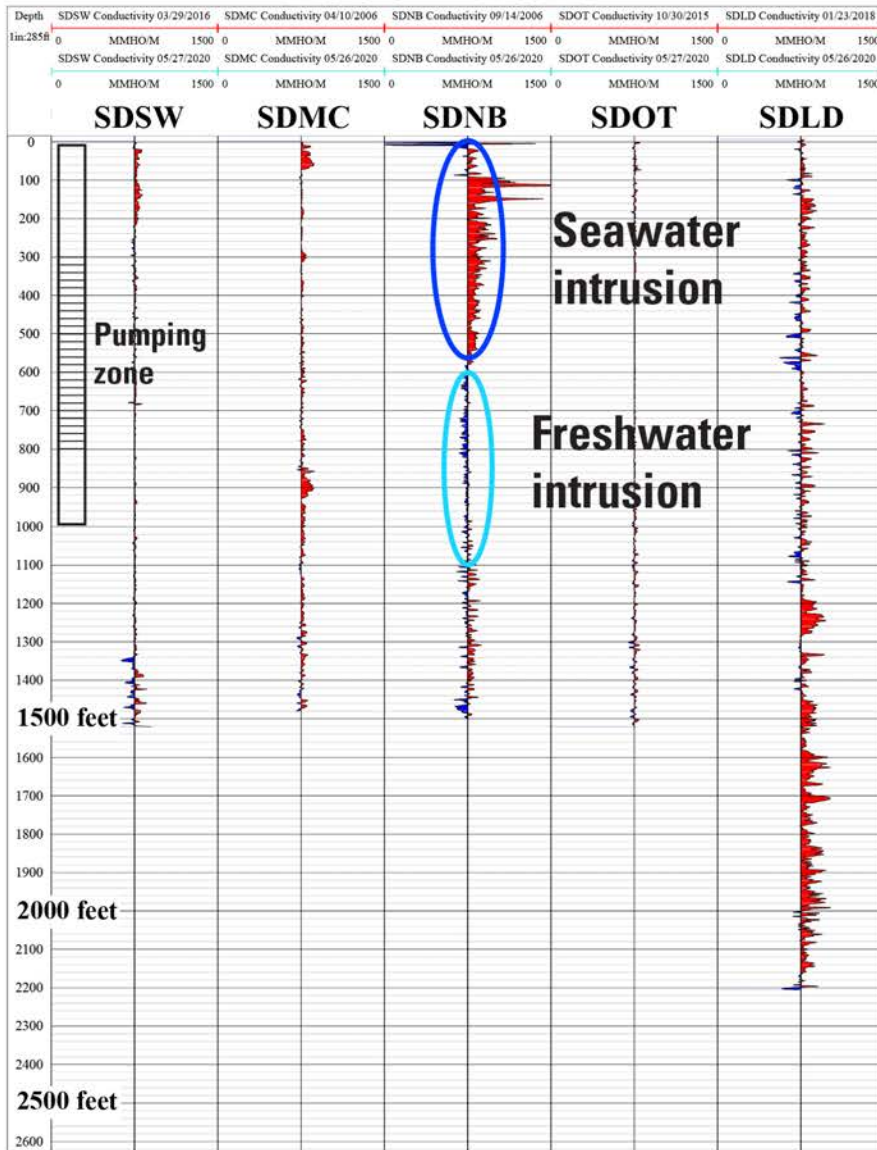 Depth SDSW Conductivity 03/29/2016 SDMC Conductivity 04/10/2006 SDNB Conductivity 09/14/2006 SDOT Conductivity 10/30/2015 SDLD Conductivity 01/23/2018
1in:285ft 0 MMHO/M 1500 0 MMHO/M 1500 0 MMHO/M 1500 0 MMHO/M 1500 0 MMHO/M 1500
SDSW Conductivity 05/27/2020 SDMC Conductivity 05/26/2020 SDNB Conductivity 05/26/2020 SDOT Conductivity 05/27/2020 SDLD Conductivity 05/26/2020
0 MMHO/M 1500 0 MMHO/M 1500 0 MMHO/M 1500 0 MMHO/M 1500 0 MMHO/M 1500
SDSW SDMC SDNB SDOT SDLD
0
100
200
Seawater
300
intrusion
400
500
Pumping
zone
600
700
Freshwater
800
intrusion
900
1000
1100
1200
1300
1400
1500 feet
1600
1700
1800
1900
2000 feet
2100
2200
2300
2400
2500 feet
2600